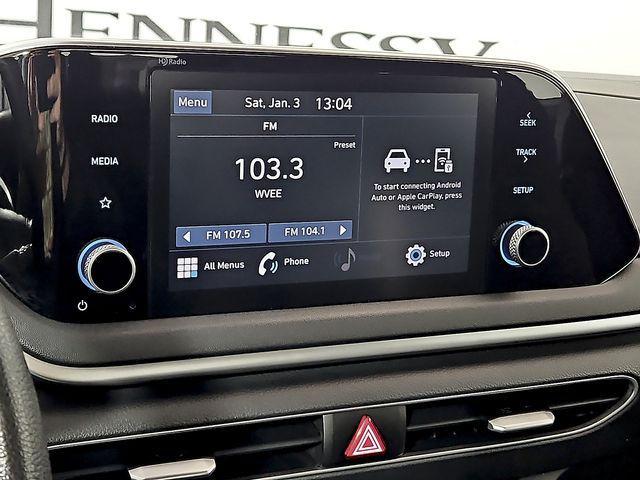 HENNESSY
HD Radio
RADIO
MEDIA
Menu
Sat, Jan. 3 13:04
FM
Preset
103.3
WVEE
FM 107.5
FM 104.1
To start connecting Android
Auto or Apple CarPlay, press
this widget.
All Menus
Phone
Setup
SEEK
TRACK
SETUP